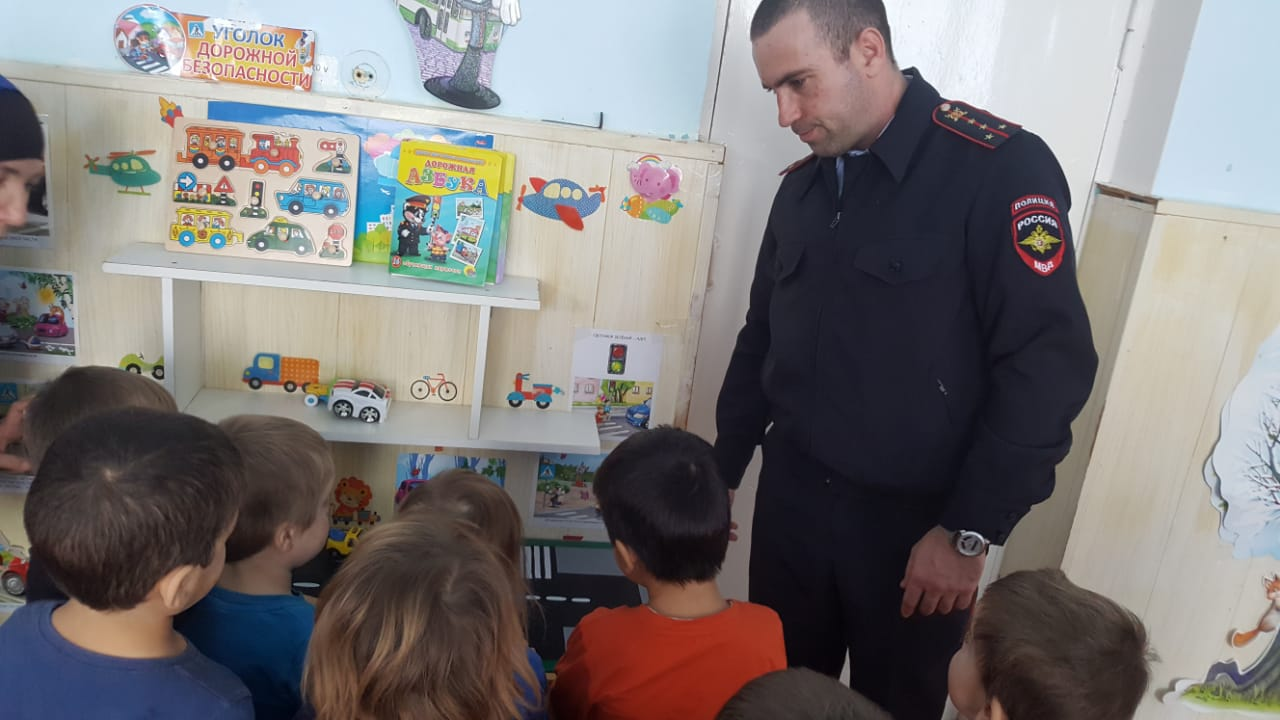 УГОЛОК
ДОРОЖНОЙ
БЕЗОПАСНОСТИ
ДОРОЖНАЯ
АЗБУКА
ПОЛИЦИЯ
РОССИЯ
МВД